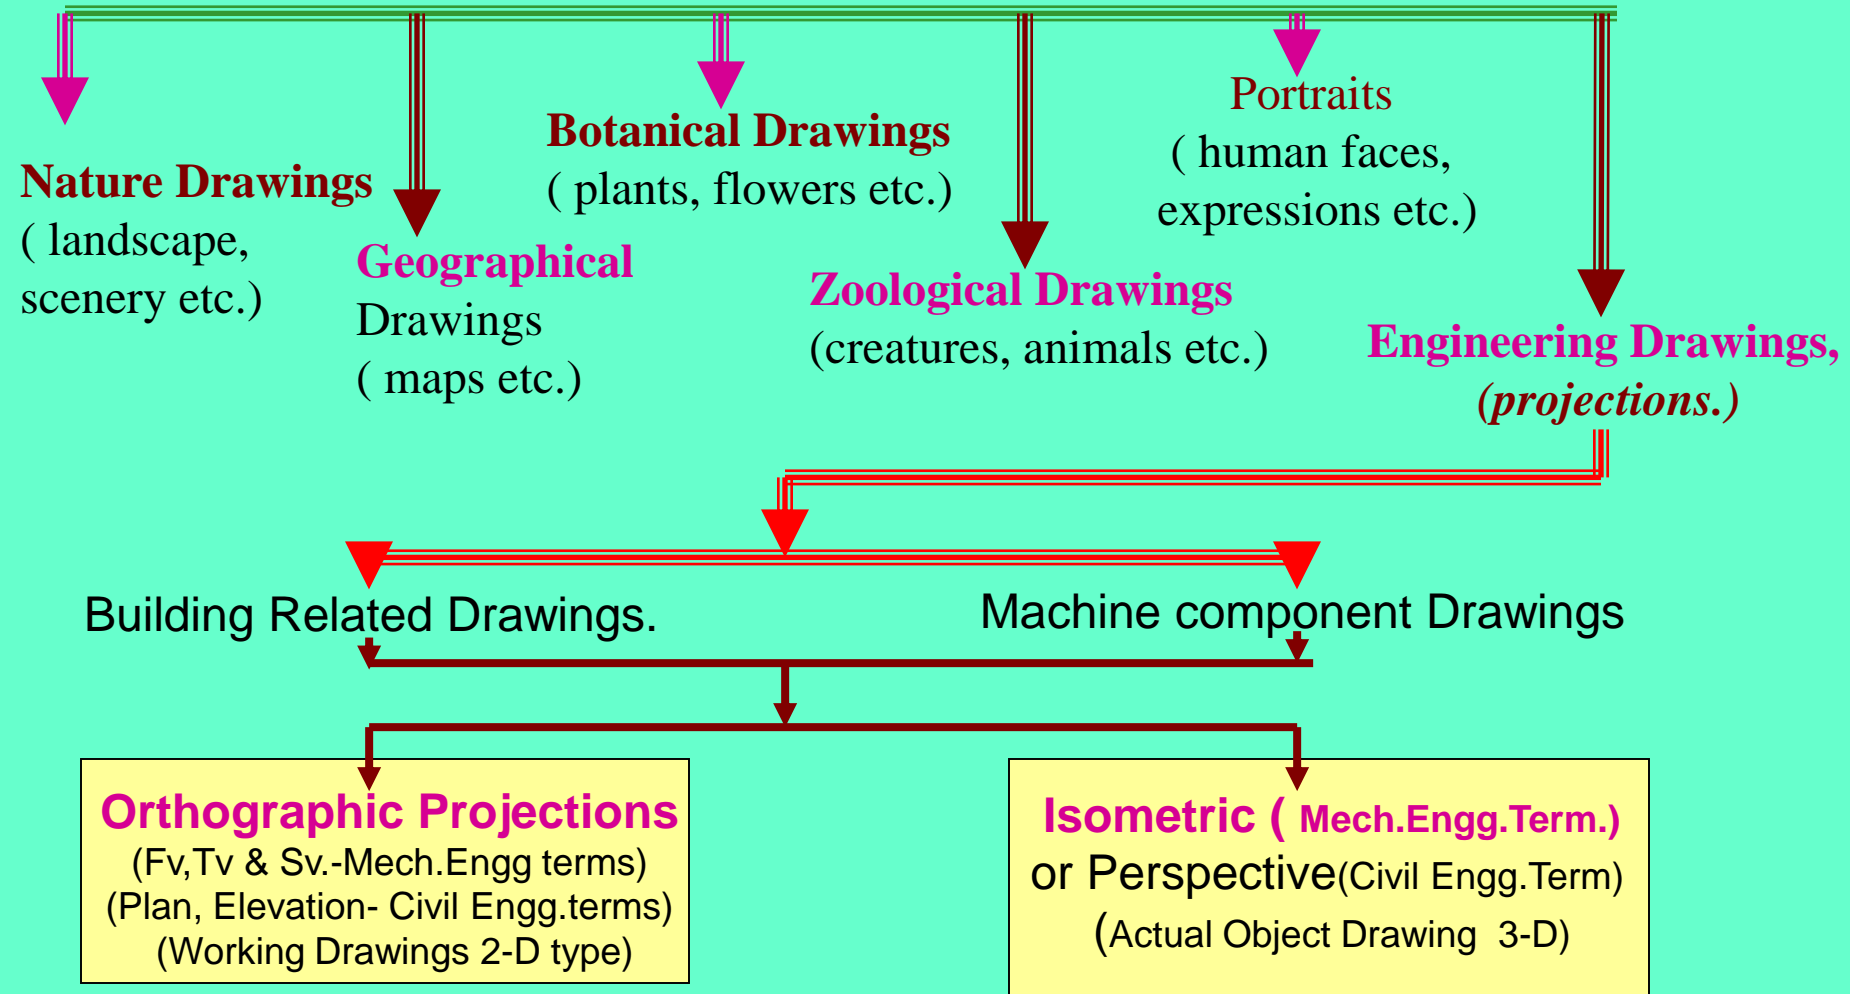 Nature Drawings
( landscape,
scenery etc.)
Geographical
Drawings
( maps etc.)
Botanical Drawings
( plants, flowers etc.)
Zoological Drawings
(creatures, animals etc.)
Portraits
( human faces,
expressions etc.)
Engineering Drawings,
(projections.)
Building Related Drawings.
Machine component Drawings
Orthographic Projections
(Fv,Tv & Sv.-Mech.Engg terms)
(Plan, Elevation- Civil Engg.terms)
(Working Drawings 2-D type)
Isometric ( Mech.Engg.Term.)
or Perspective(Civil Engg.Term)
(Actual Object Drawing 3-D)